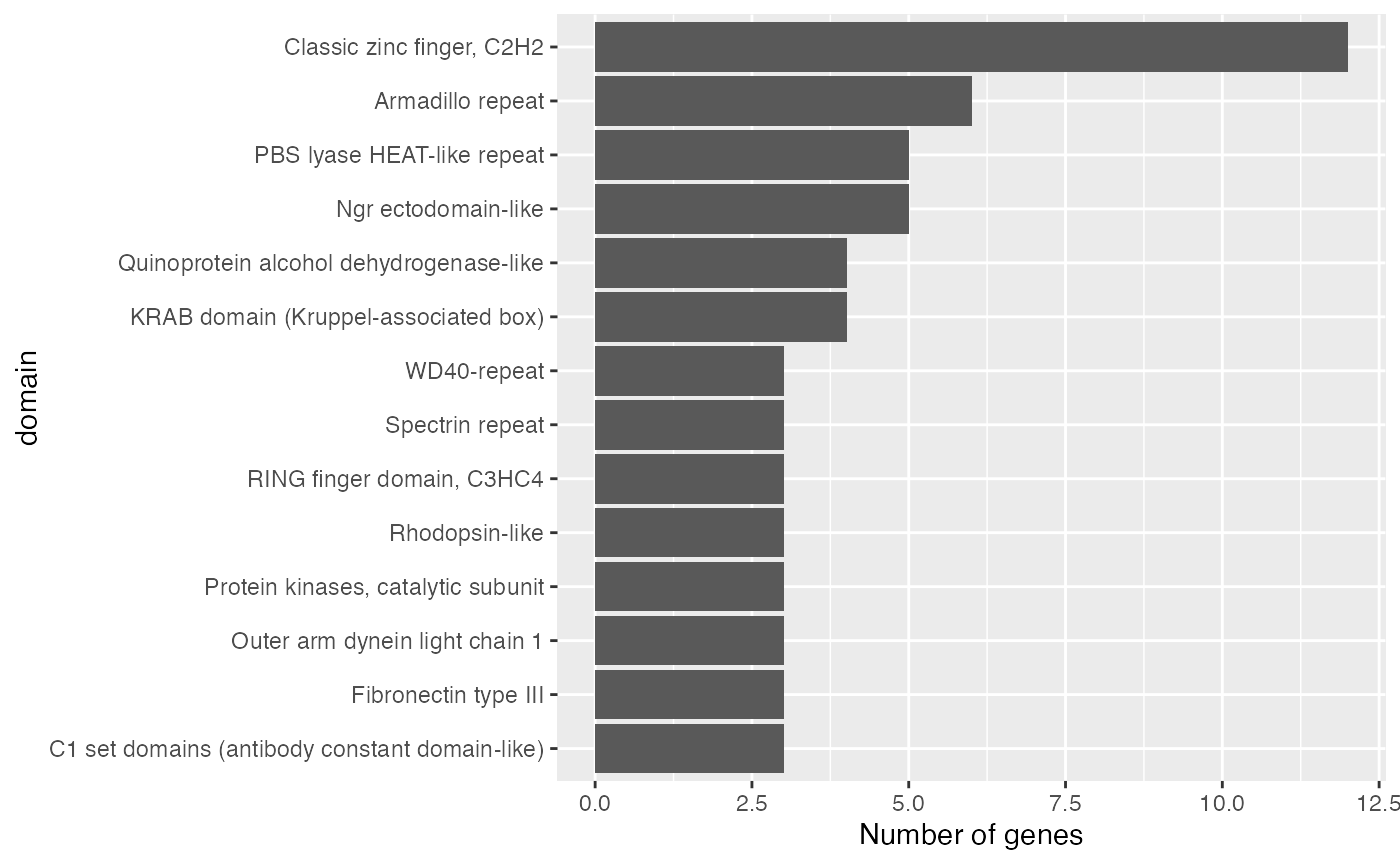 Classic zinc finger, C2H2
Armadillo repeat
PBS lyase HEAT-like repeat
Ngr ectodomain-like
Quinoprotein alcohol dehydrogenase-like
KRAB domain (Kruppel-associated box)
WD40-repeat
Spectrin repeat
RING finger domain, C3HC4
Rhodopsin-like
Protein kinases, catalytic subunit
Outer arm dynein light chain 1
Fibronectin type III
C1 set domains (antibody constant domain-like)
domain
0.0 2.5 5.0 7.5 10.0 12.5
Number of genes